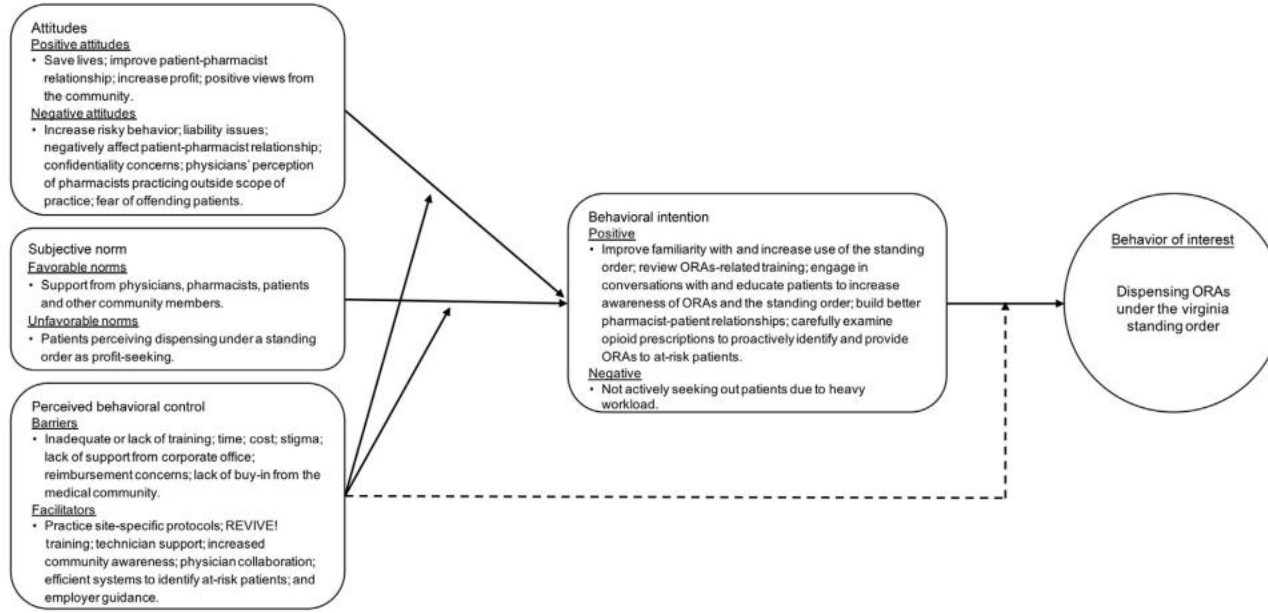 Attitudes
Positive attitudes
• Save lives; improve patient-pharmacist
relationship; increase profit; positive views from
the community.
Negative attitudes
• Increase risky behavior; liability issues;
negatively affect patient-pharmacist relationship;
confidentiality concerns; physicians' perception
of pharmacists practicing outside scope of
practice; fear of offending patients.
Subjective norm
Favorable norms
• Support from physicians, pharmacists, patients
and other community members.
Unfavorable norms
• Patients perceiving dispensing under a standing
order as profit-seeking.
Perceived behavioral control
Barriers
• Inadequate or lack of training; time; cost; stigma;
lack of support from corporate office;
reimbursement concerns; lack of buy-in from the
medical community.
Facilitators
• Practice site-specific protocols; REVIVE!
training; technician support; increased
community awareness; physician collaboration;
efficient systems to identify at-risk patients; and
employer guidance.
Behavioral intention
Positive
• Improve familiarity with and increase use of the standing
order; review ORAs-related training; engage in
conversations with and educate patients to increase
awareness of ORAs and the standing order; build better
pharmacist-patient relationships; carefully examine
opioid prescriptions to proactively identify and provide
ORAs to at-risk patients.
Negative
• Not actively seeking out patients due to heavy
workload.
Behavior of interest
Dispensing ORAs
under the virginia
standing order